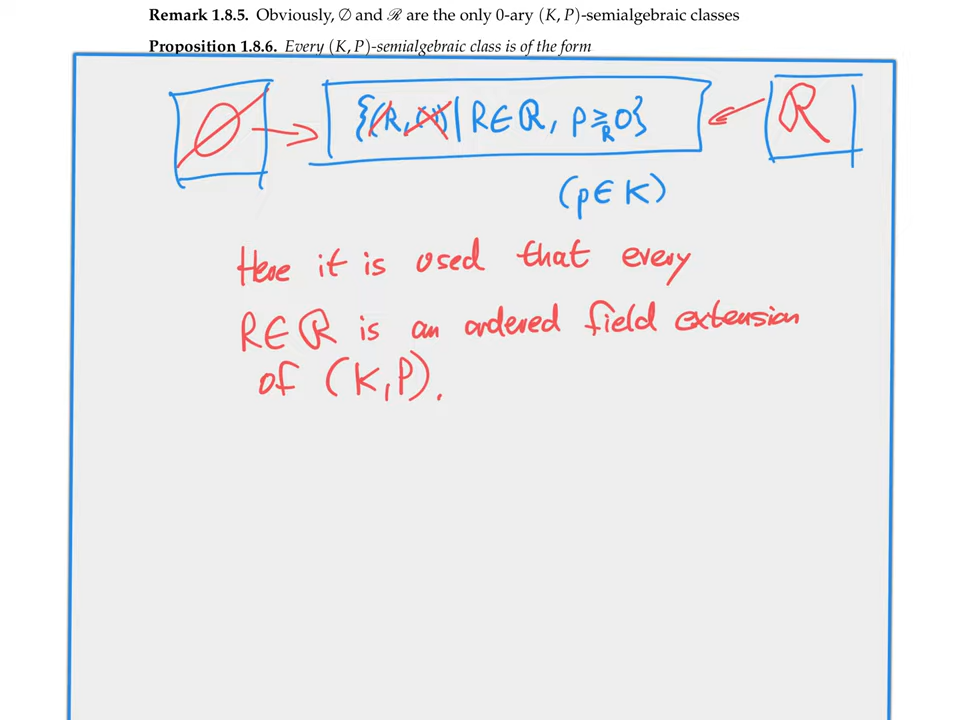 Remark 1.8.5. Obviously, ∅ and ℛ are the only 0-ary (K, P)-semialgebraic classes
Proposition 1.8.6. Every (K, P)-semialgebraic class is of the form
∅ → {(R, | R ∈ ℛ, p ≥_R 0} ← ℛ
(p ∈ K)
Here it is used that every
R ∈ ℛ is an ordered field extension
of (K, P).